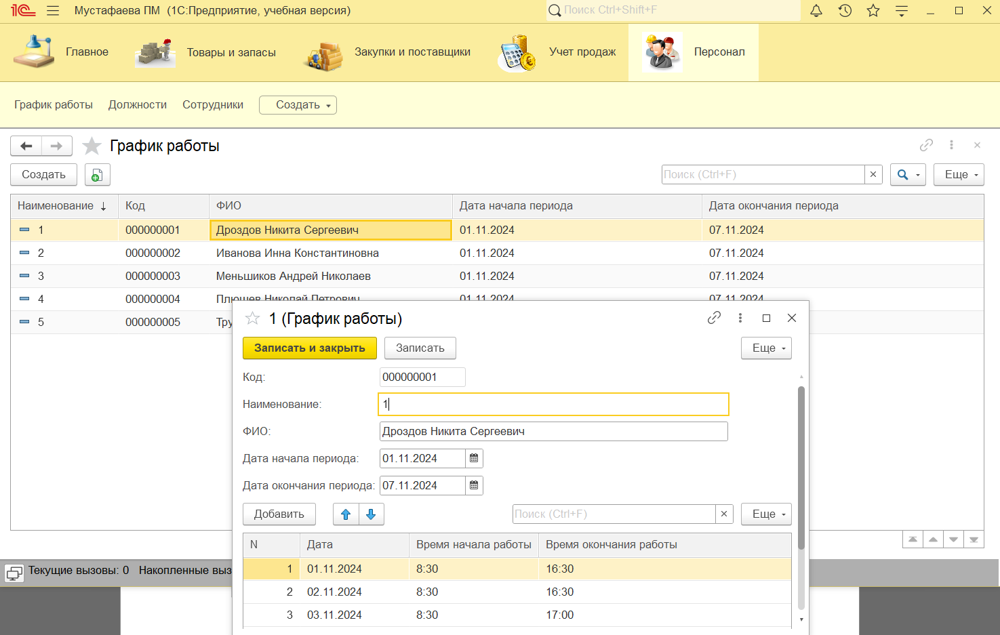 1С Мустафаева ПМ (1С:Предприятие, учебная версия) Поиск Ctrl+Shift+F
Главное Товары и запасы Закупки и поставщики Учет продаж Персонал
График работы Должности Сотрудники Создать
График работы
Создать Поиск (Ctrl+F) × Еще
Наименование ↓ Код ФИО Дата начала периода Дата окончания периода
1 000000001 Дроздов Никита Сергеевич 01.11.2024 07.11.2024
2 000000002 Иванова Инна Константиновна 01.11.2024 07.11.2024
3 000000003 Меньшиков Андрей Николаев 01.11.2024 07.11.2024
4 000000004 Плющев Николай Петрович 01.11.2024 07.11.2024
5 000000005 Тру
1 (График работы)
Записать и закрыть Записать Еще
Код: 000000001
Наименование: 1
ФИО: Дроздов Никита Сергеевич
Дата начала периода: 01.11.2024
Дата окончания периода: 07.11.2024
Добавить Поиск (Ctrl+F) × Еще
N Дата Время начала работы Время окончания работы
1 01.11.2024 8:30 16:30
2 02.11.2024 8:30 16:30
3 03.11.2024 8:30 17:00
Текущие вызовы: 0 Накопленные выз